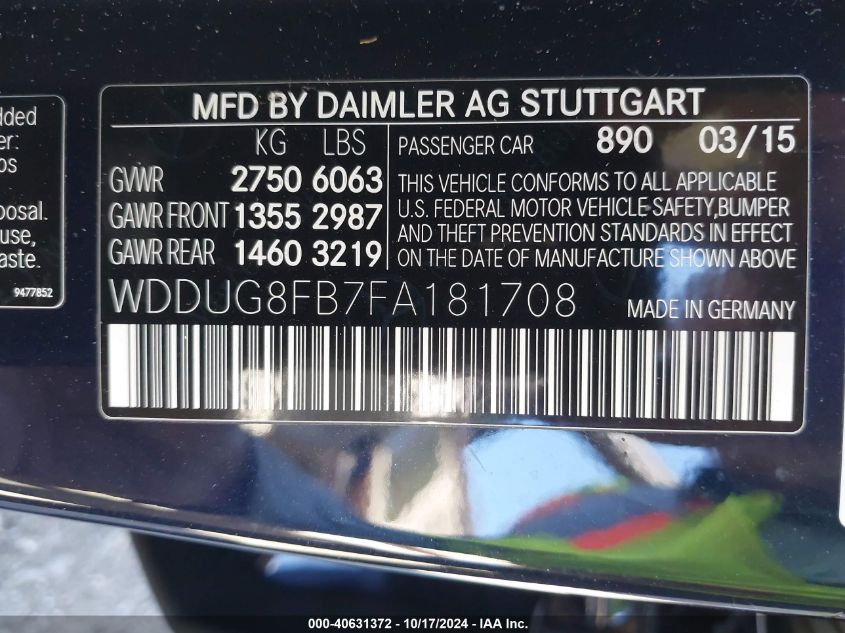 dded
er:
os
posal.
use,
aste.
9477852
MFD BY DAIMLER AG STUTTGART
KG LBS
GVWR 2750 6063
GAWR FRONT 1355 2987
GAWR REAR 1460 3219
PASSENGER CAR 890 03/15
THIS VEHICLE CONFORMS TO ALL APPLICABLE
U.S. FEDERAL MOTOR VEHICLE SAFETY,BUMPER
AND THEFT PREVENTION STANDARDS IN EFFECT
ON THE DATE OF MANUFACTURE SHOWN ABOVE
WDDUG8FB7FA181708 MADE IN GERMANY
000-40631372 - 10/17/2024 - IAA Inc.